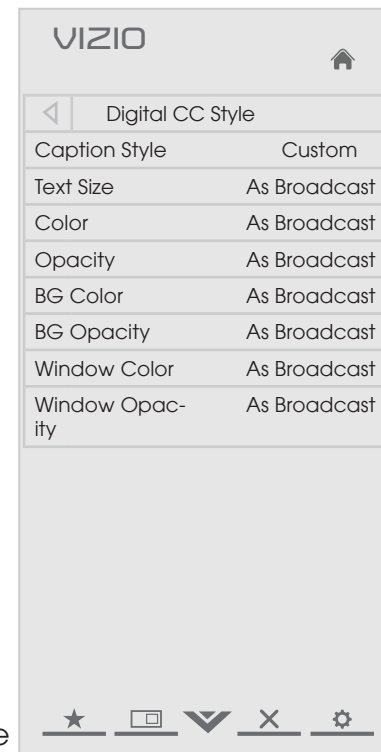 VIZIO
Digital CC Style
Caption Style Custom
Text Size As Broadcast
Color As Broadcast
Opacity As Broadcast
BG Color As Broadcast
BG Opacity As Broadcast
Window Color As Broadcast
Window Opac- As Broadcast
ity
e